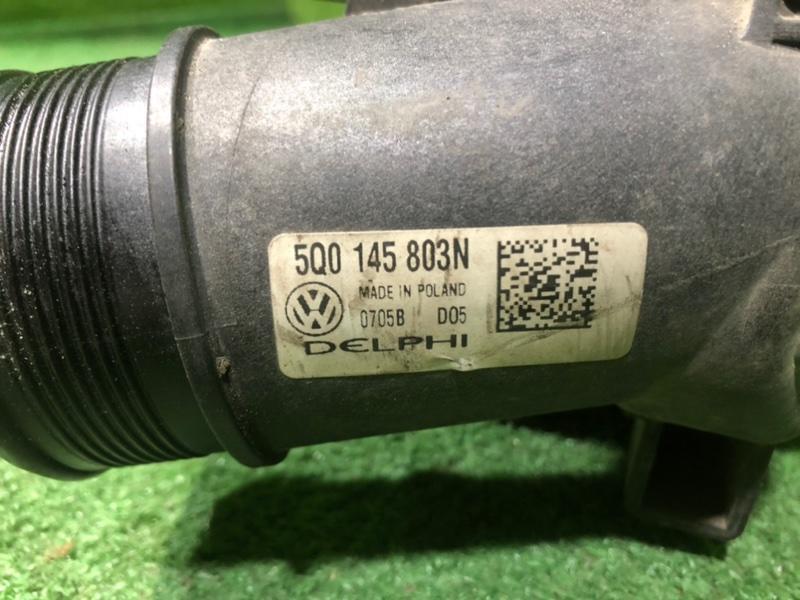 5Q0 145 803N
MADE IN POLAND
0705B D05
DELPHI